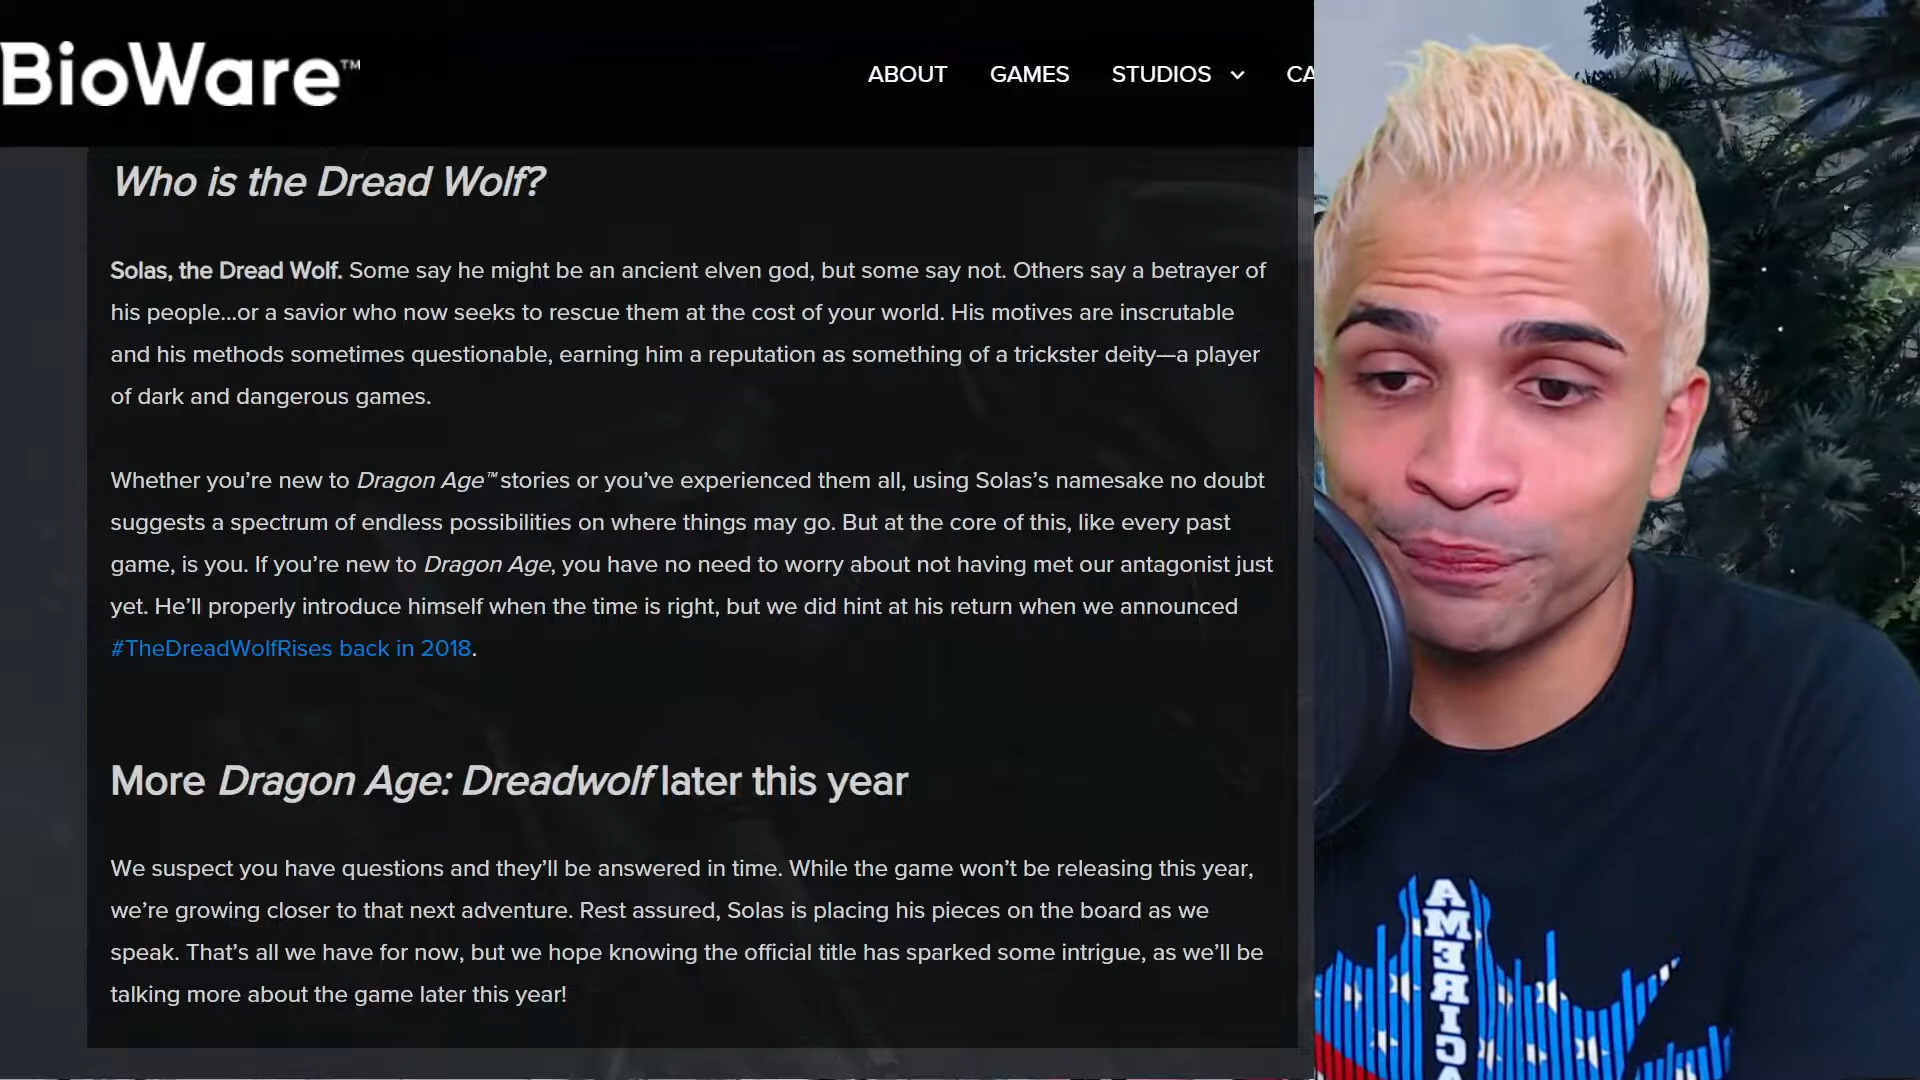 BioWare™
ABOUT GAMES STUDIOS CA
Who is the Dread Wolf?
Solas, the Dread Wolf. Some say he might be an ancient elven god, but some say not. Others say a betrayer of
his people...or a savior who now seeks to rescue them at the cost of your world. His motives are inscrutable
and his methods sometimes questionable, earning him a reputation as something of a trickster deity—a player
of dark and dangerous games.
Whether you’re new to Dragon Age™ stories or you’ve experienced them all, using Solas’s namesake no doubt
suggests a spectrum of endless possibilities on where things may go. But at the core of this, like every past
game, is you. If you’re new to Dragon Age, you have no need to worry about not having met our antagonist just
yet. He’ll properly introduce himself when the time is right, but we did hint at his return when we announced
#TheDreadWolfRises back in 2018.
More Dragon Age: Dreadwolf later this year
We suspect you have questions and they’ll be answered in time. While the game won’t be releasing this year,
we’re growing closer to that next adventure. Rest assured, Solas is placing his pieces on the board as we
speak. That’s all we have for now, but we hope knowing the official title has sparked some intrigue, as we’ll be
talking more about the game later this year!
AMERICA